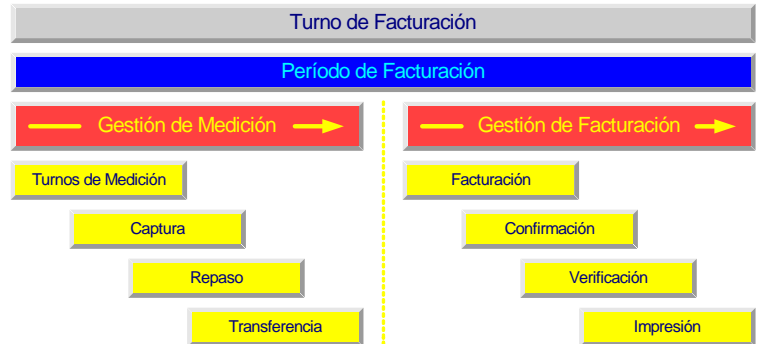 Turno de Facturación
Período de Facturación
Gestión de Medición
Turnos de Medición
Captura
Repaso
Transferencia
Gestión de Facturación
Facturación
Confirmación
Verificación
Impresión